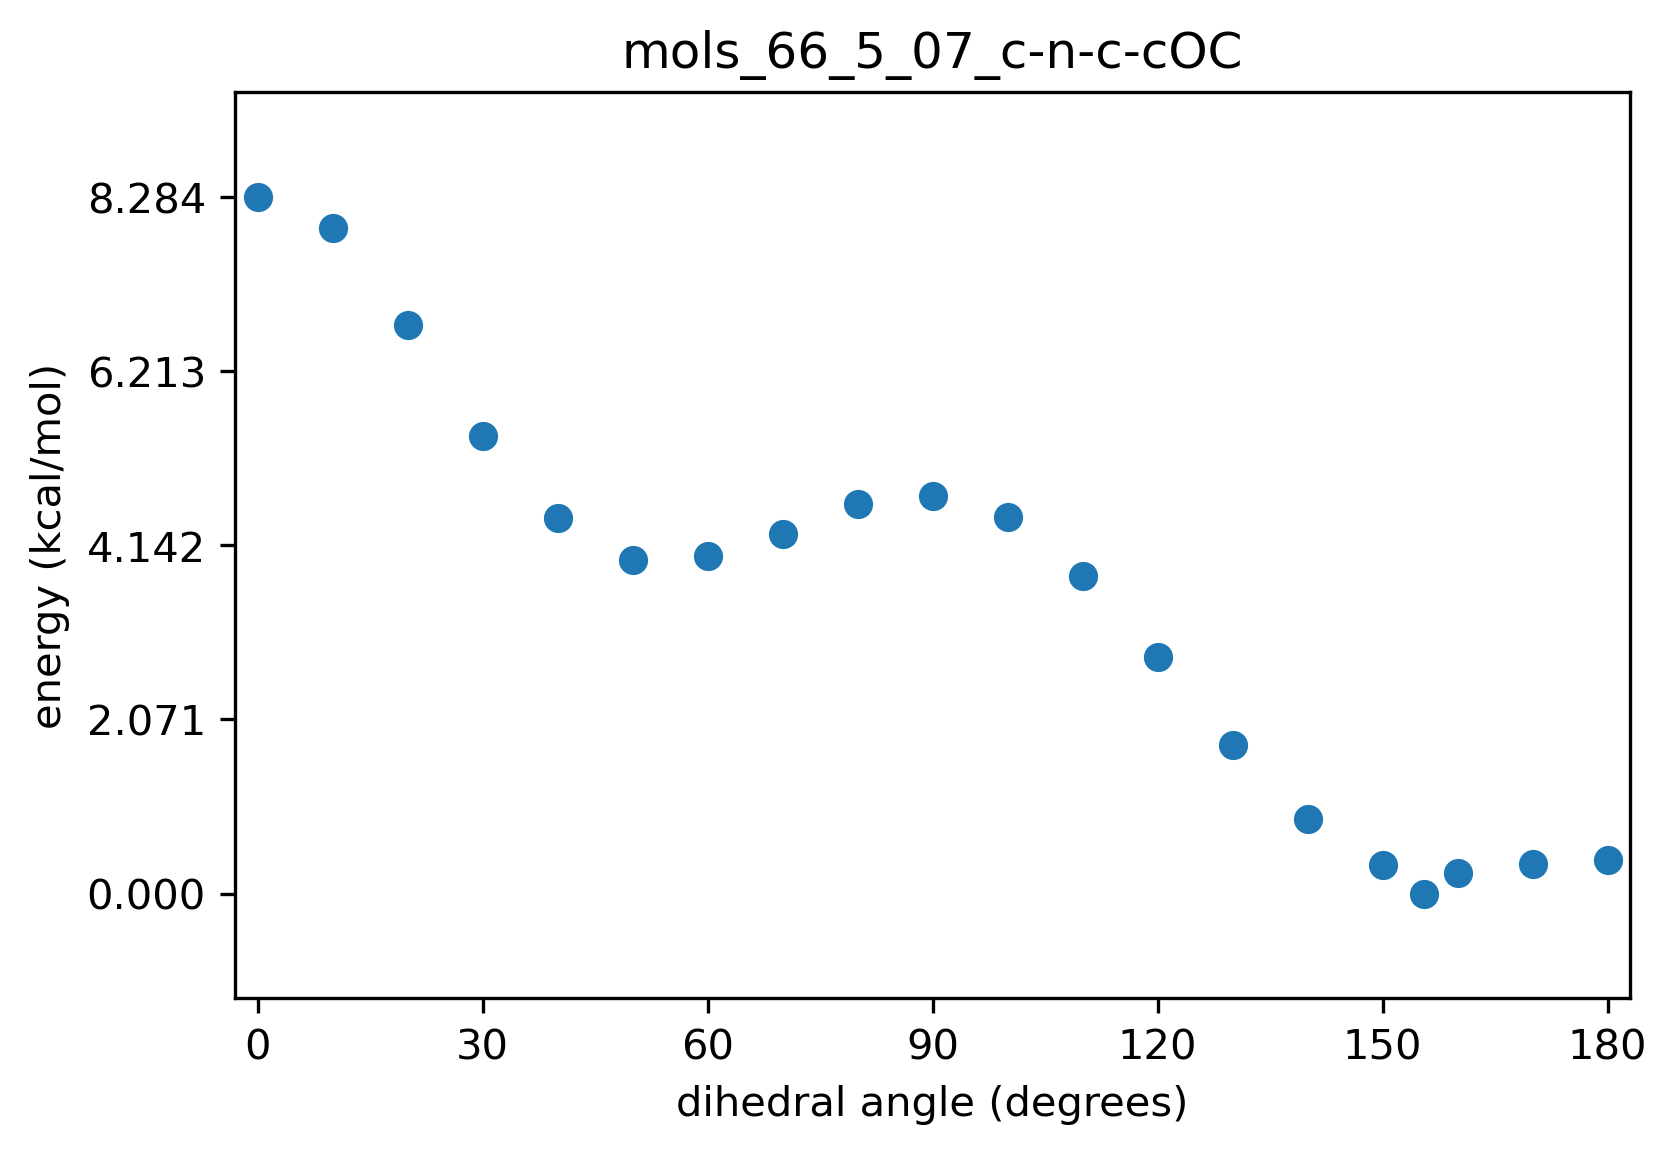 mols_66_5_07_c-n-c-cOC
8.284
6.213
4.142
2.071
0.000
energy (kcal/mol)
0 30 60 90 120 150 180
dihedral angle (degrees)